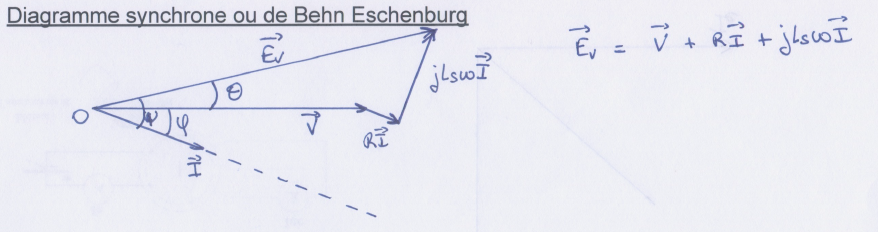 Diagramme synchrone ou de Behn Eschenburg
E⃗v = V⃗ + RI⃗ + jLsωI⃗
E⃗v
jLsωI⃗
θ
O
ψ
φ
V⃗
RI⃗
I⃗